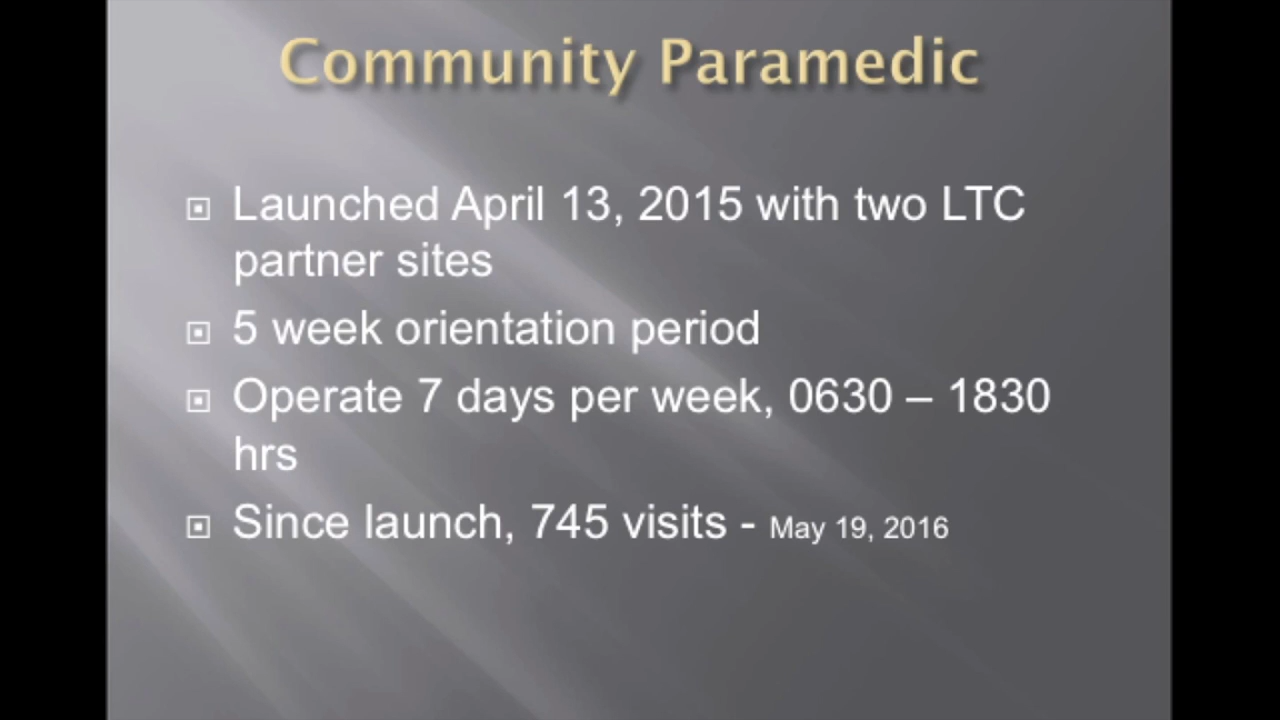 Community Paramedic
Launched April 13, 2015 with two LTC
partner sites
5 week orientation period
Operate 7 days per week, 0630 – 1830
hrs
Since launch, 745 visits - May 19, 2016